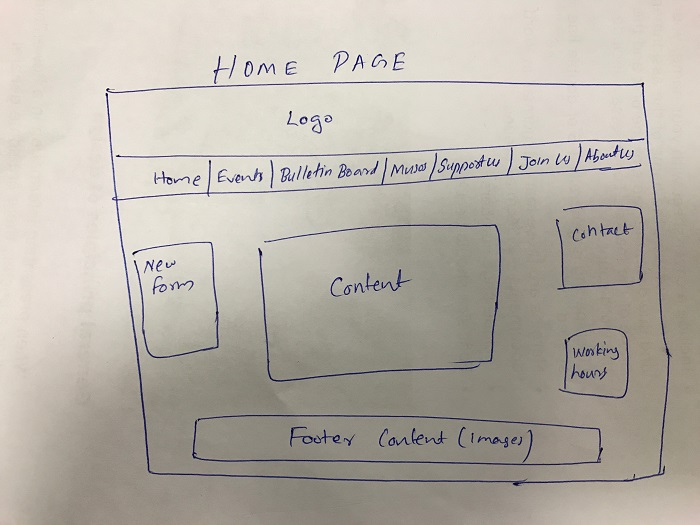 HOME PAGE
Logo
Home | Events | Bulletin Board | Muses | Support us | Join Us | About Us
New
form
Content
Contact
Working
hours
Footer Content (images)